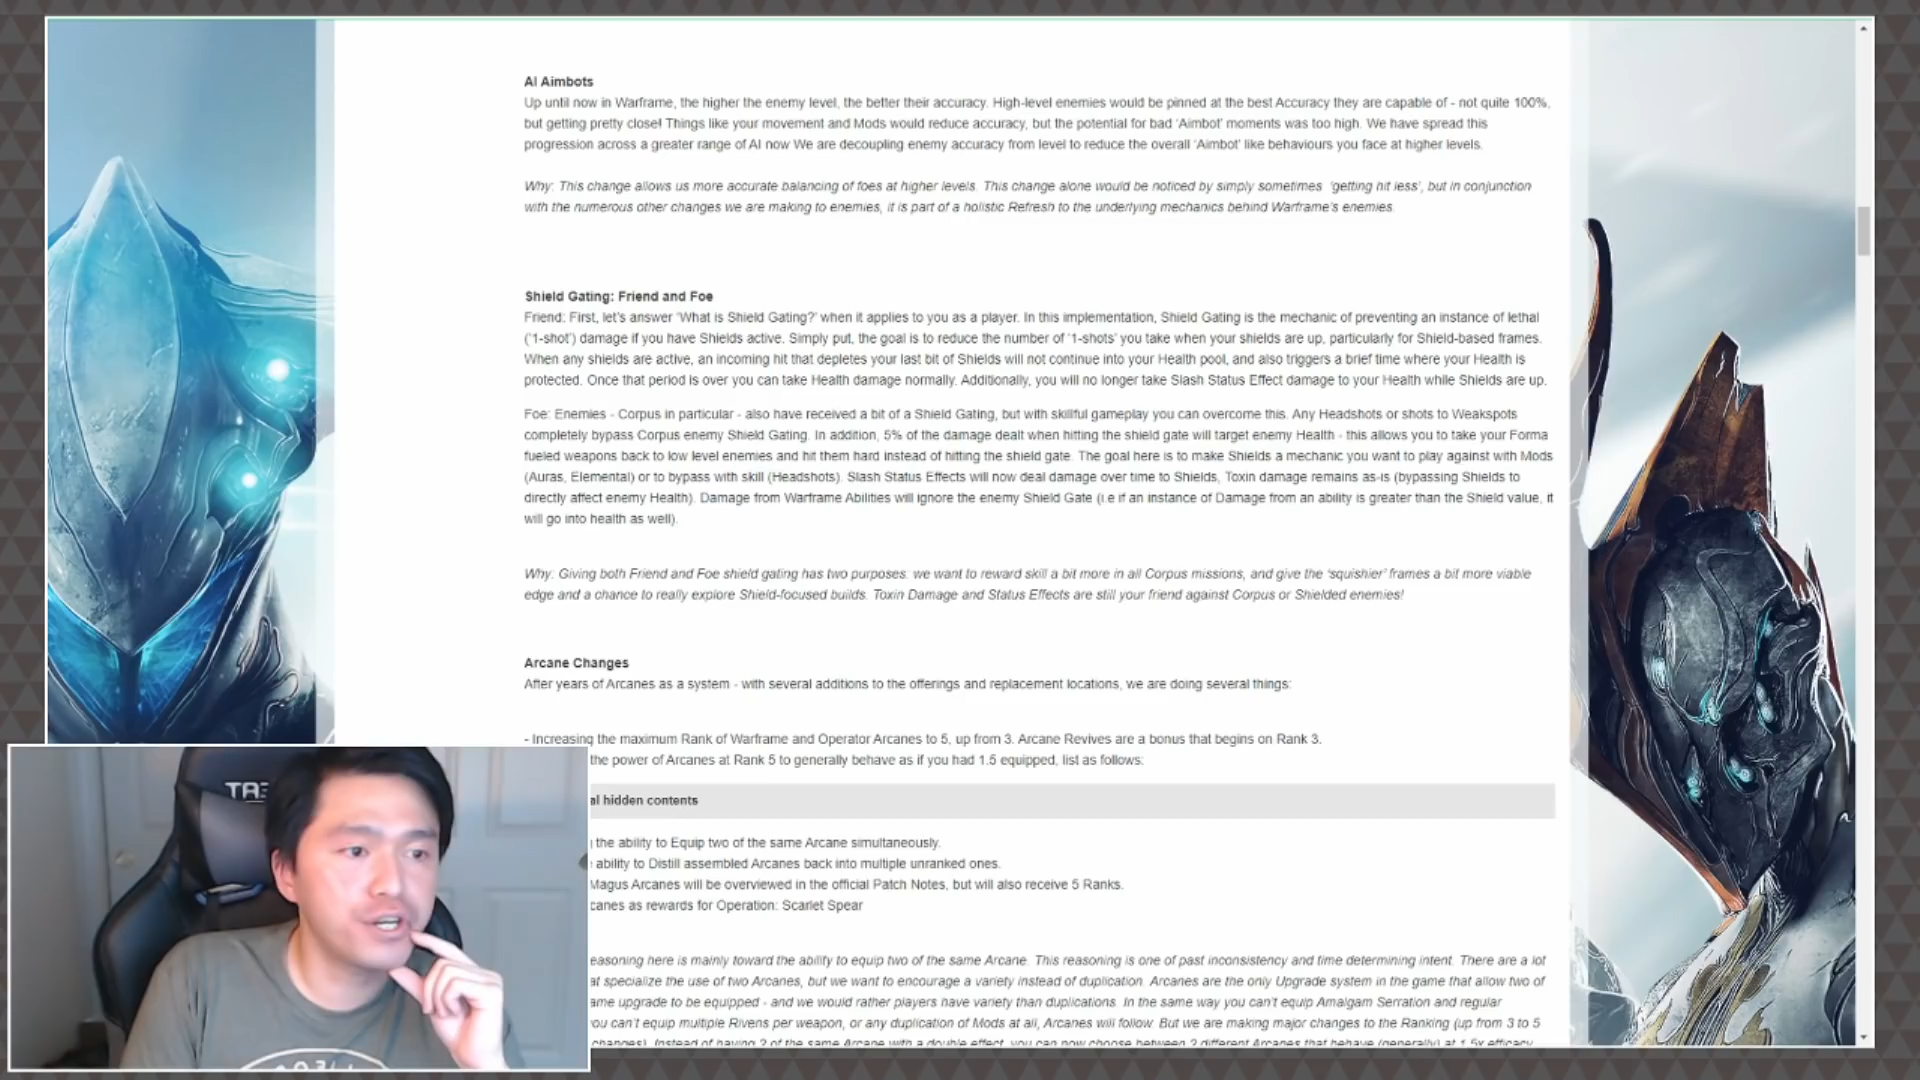 AI Aimbots
Up until now in Warframe, the higher the enemy level, the better their accuracy. High-level enemies would be pinned at the best Accuracy they are capable of - not quite 100%,
but getting pretty close! Things like your movement and Mods would reduce accuracy, but the potential for bad 'Aimbot' moments was too high. We have spread this
progression across a greater range of AI now We are decoupling enemy accuracy from level to reduce the overall 'Aimbot' like behaviours you face at higher levels.
Why: This change allows us more accurate balancing of foes at higher levels. This change alone would be noticed by simply sometimes 'getting hit less', but in conjunction
with the numerous other changes we are making to enemies, it is part of a holistic Refresh to the underlying mechanics behind Warframe's enemies.
Shield Gating: Friend and Foe
Friend: First, let's answer 'What is Shield Gating?' when it applies to you as a player. In this implementation, Shield Gating is the mechanic of preventing an instance of lethal
('1-shot') damage if you have Shields active. Simply put, the goal is to reduce the number of '1-shots' you take when your shields are up, particularly for Shield-based frames.
When any shields are active, an incoming hit that depletes your last bit of Shields will not continue into your Health pool, and also triggers a brief time where your Health is
protected. Once that period is over you can take Health damage normally. Additionally, you will no longer take Slash Status Effect damage to your Health while Shields are up.
Foe: Enemies - Corpus in particular - also have received a bit of a Shield Gating, but with skillful gameplay you can overcome this. Any Headshots or shots to Weakspots
completely bypass Corpus enemy Shield Gating. In addition, 5% of the damage dealt when hitting the shield gate will target enemy Health - this allows you to take your Forma
fueled weapons back to low level enemies and hit them hard instead of hitting the shield gate. The goal here is to make Shields a mechanic you want to play against with Mods
(Auras, Elemental) or to bypass with skill (Headshots). Slash Status Effects will now deal damage over time to Shields, Toxin damage remains as-is (bypassing Shields to
directly affect enemy Health). Damage from Warframe Abilities will ignore the enemy Shield Gate (i.e if an instance of Damage from an ability is greater than the Shield value, it
will go into health as well).
Why: Giving both Friend and Foe shield gating has two purposes: we want to reward skill a bit more in all Corpus missions, and give the 'squishier' frames a bit more viable
edge and a chance to really explore Shield-focused builds. Toxin Damage and Status Effects are still your friend against Corpus or Shielded enemies!
Arcane Changes
After years of Arcanes as a system - with several additions to the offerings and replacement locations, we are doing several things:
- Increasing the maximum Rank of Warframe and Operator Arcanes to 5, up from 3. Arcane Revives are a bonus that begins on Rank 3.
the power of Arcanes at Rank 5 to generally behave as if you had 1.5 equipped, list as follows:
al hidden contents
the ability to Equip two of the same Arcane simultaneously.
ability to Distill assembled Arcanes back into multiple unranked ones.
Magus Arcanes will be overviewed in the official Patch Notes, but will also receive 5 Ranks.
canes as rewards for Operation: Scarlet Spear
easoning here is mainly toward the ability to equip two of the same Arcane. This reasoning is one of past inconsistency and time determining intent. There are a lot
at specialize the use of two Arcanes, but we want to encourage a variety instead of duplication. Arcanes are the only Upgrade system in the game that allow two of
ame upgrade to be equipped - and we would rather players have variety than duplications. In the same way you can't equip Amalgam Serration and regular
you can't equip multiple Rivens per weapon, or any duplication of Mods at all, Arcanes will follow. But we are making major changes to the Ranking (up from 3 to 5
changes). Instead of having 2 of the same Arcane with a double effect, you can now choose between 2 different Arcanes that behave (generally) at 1.5x efficacy